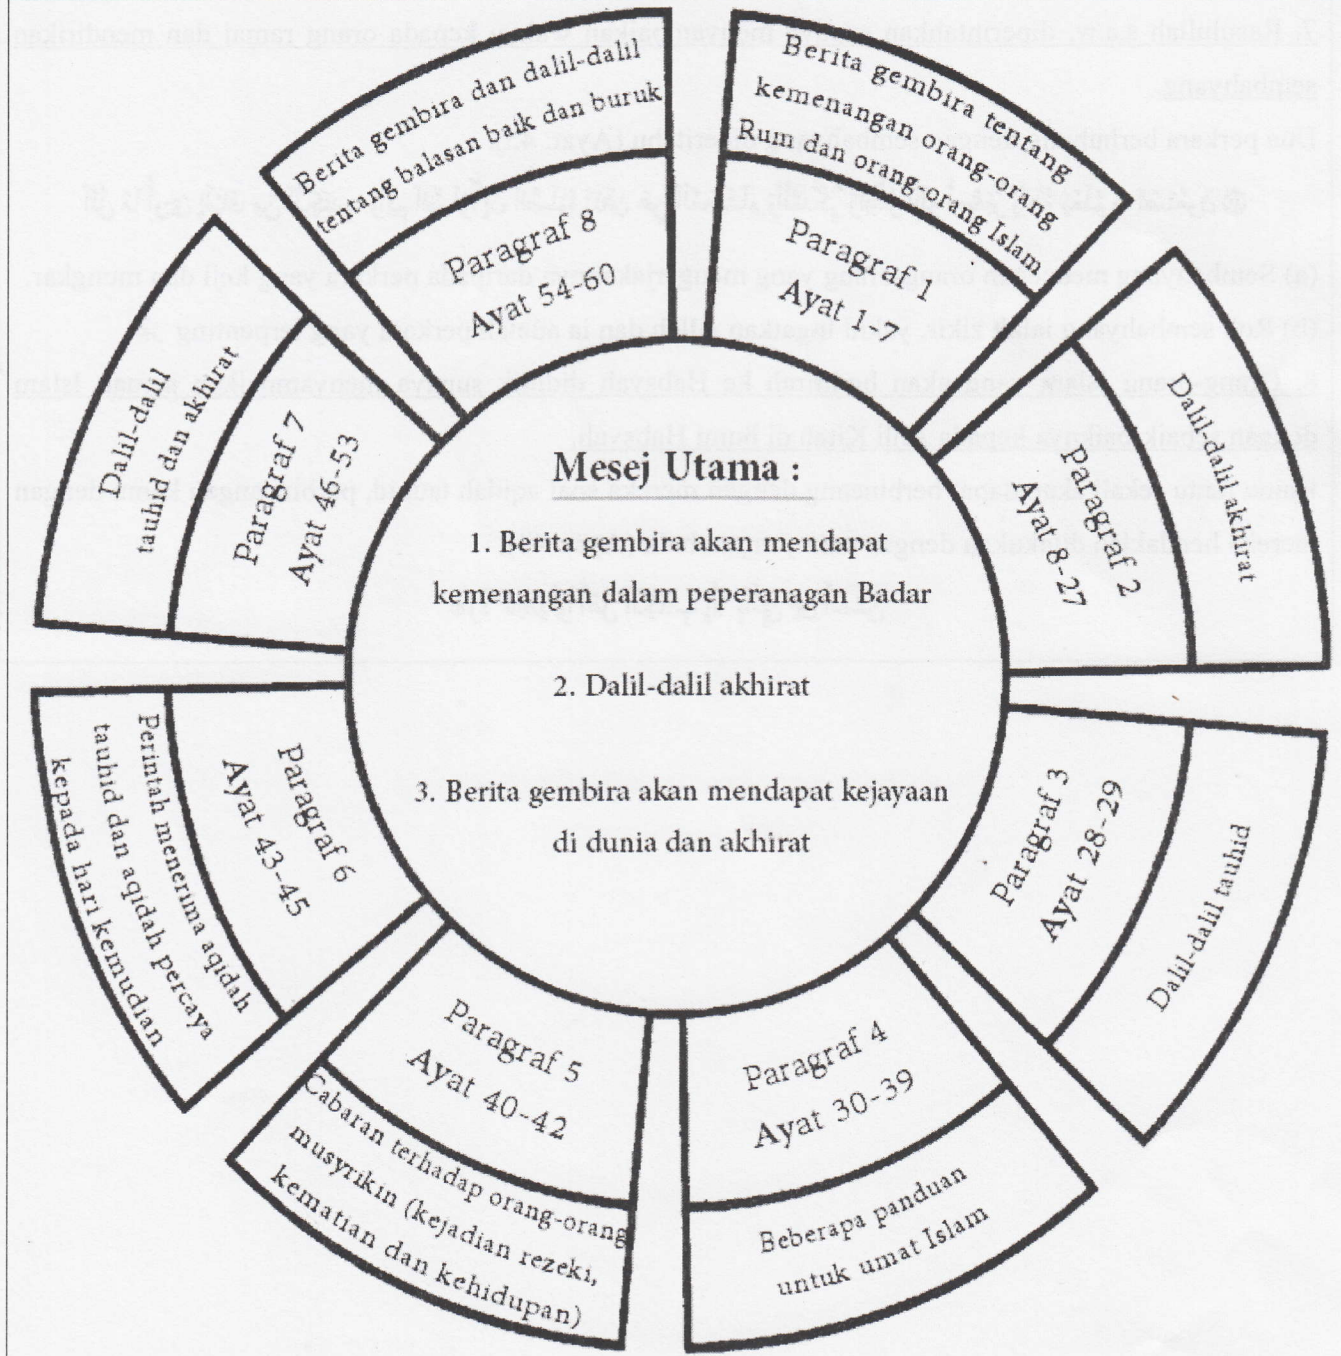 Mesej Utama :
1. Berita gembira akan mendapat
kemenangan dalam peperanagan Badar
2. Dalil-dalil akhirat
3. Berita gembira akan mendapat kejayaan
di dunia dan akhirat
Berita gembira tentang
kemenangan orang-orang
Rum dan orang-orang Islam
Paragraf 1
Ayat 1-7
Dalil-dalil akhirat
Paragraf 2
Ayat 8-27
Paragraf 3
Ayat 28-29
Dalil-dalil tauhid
Paragraf 4
Ayat 30-39
Beberapa panduan
untuk umat Islam
Paragraf 5
Ayat 40-42
Cabaran terhadap orang-orang
musyrikin (kejadian rezeki,
kematian dan kehidupan)
Paragraf 6
Ayat 43-45
Perintah menerima aqidah
tauhid dan aqidah percaya
kepada hari kemudian
Dalil-dalil
tauhid dan akhirat
Paragraf 7
Ayat 46-53
Berita gembira dan dalil-dalil
tentang balasan baik dan buruk
Paragraf 8
Ayat 54-60